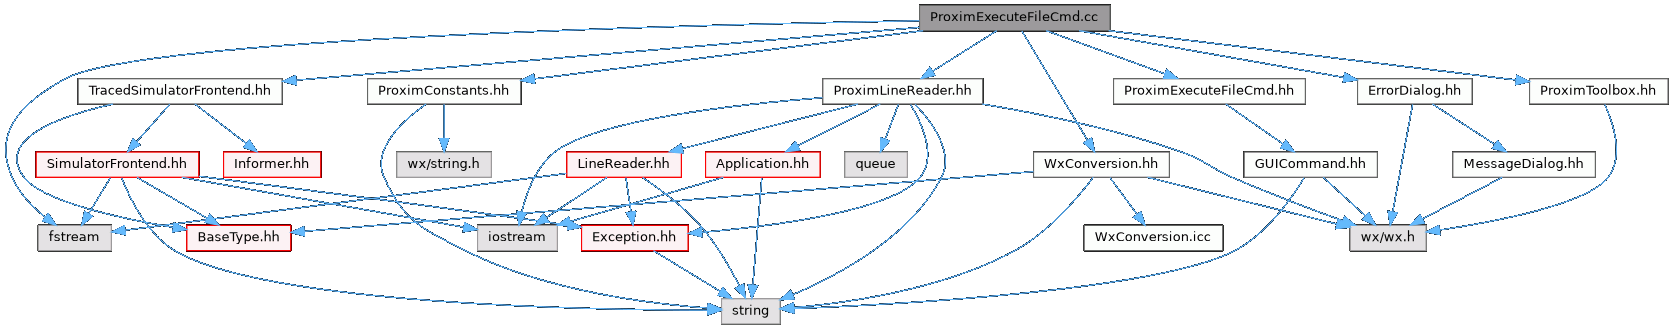 ProximExecuteFileCmd.cc
TracedSimulatorFrontend.hh
ProximConstants.hh
ProximLineReader.hh
ProximExecuteFileCmd.hh
ErrorDialog.hh
ProximToolbox.hh
SimulatorFrontend.hh
Informer.hh
wx/string.h
LineReader.hh
Application.hh
queue
WxConversion.hh
GUICommand.hh
MessageDialog.hh
fstream
BaseType.hh
iostream
Exception.hh
WxConversion.icc
wx/wx.h
string